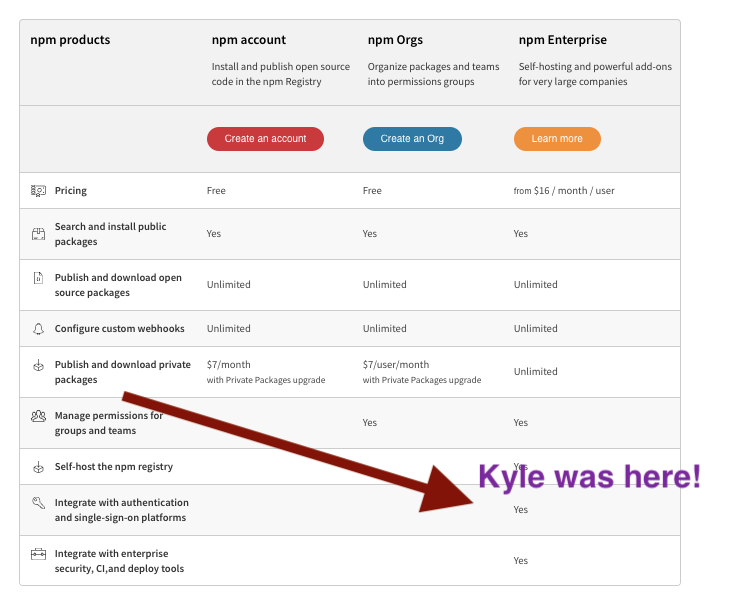 npm products
npm account
npm Orgs
npm Enterprise
Install and publish open source
code in the npm Registry
Organize packages and teams
into permissions groups
Self-hosting and powerful add-ons
for very large companies
Create an account
Create an Org
Learn more
Pricing
Free
Free
from $16 / month / user
Search and install public
packages
Yes
Yes
Yes
Publish and download open
source packages
Unlimited
Unlimited
Unlimited
Configure custom webhooks
Unlimited
Unlimited
Unlimited
Publish and download private
packages
$7/month
with Private Packages upgrade
$7/user/month
with Private Packages upgrade
Unlimited
Manage permissions for
groups and teams
Yes
Yes
Self-host the npm registry
Yes
Kyle was here!
Integrate with authentication
and single-sign-on platforms
Yes
Integrate with enterprise
security, CI,and deploy tools
Yes